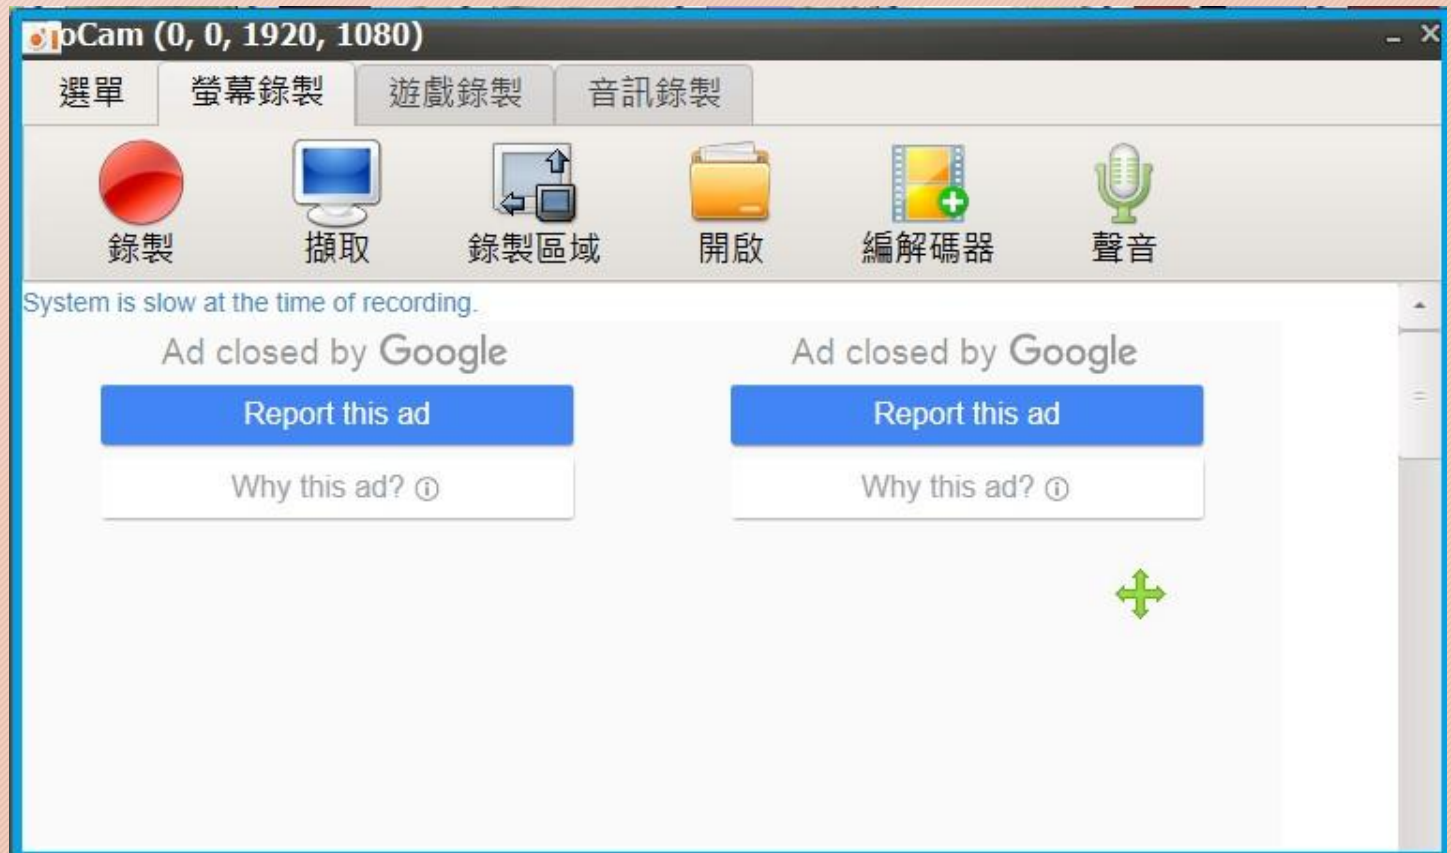 oCam (0, 0, 1920, 1080)
選單 螢幕錄製 遊戲錄製 音訊錄製
錄製 擷取 錄製區域 開啟 編解碼器 聲音
System is slow at the time of recording.
Ad closed by Google Ad closed by Google
Report this ad Report this ad
Why this ad? Why this ad?